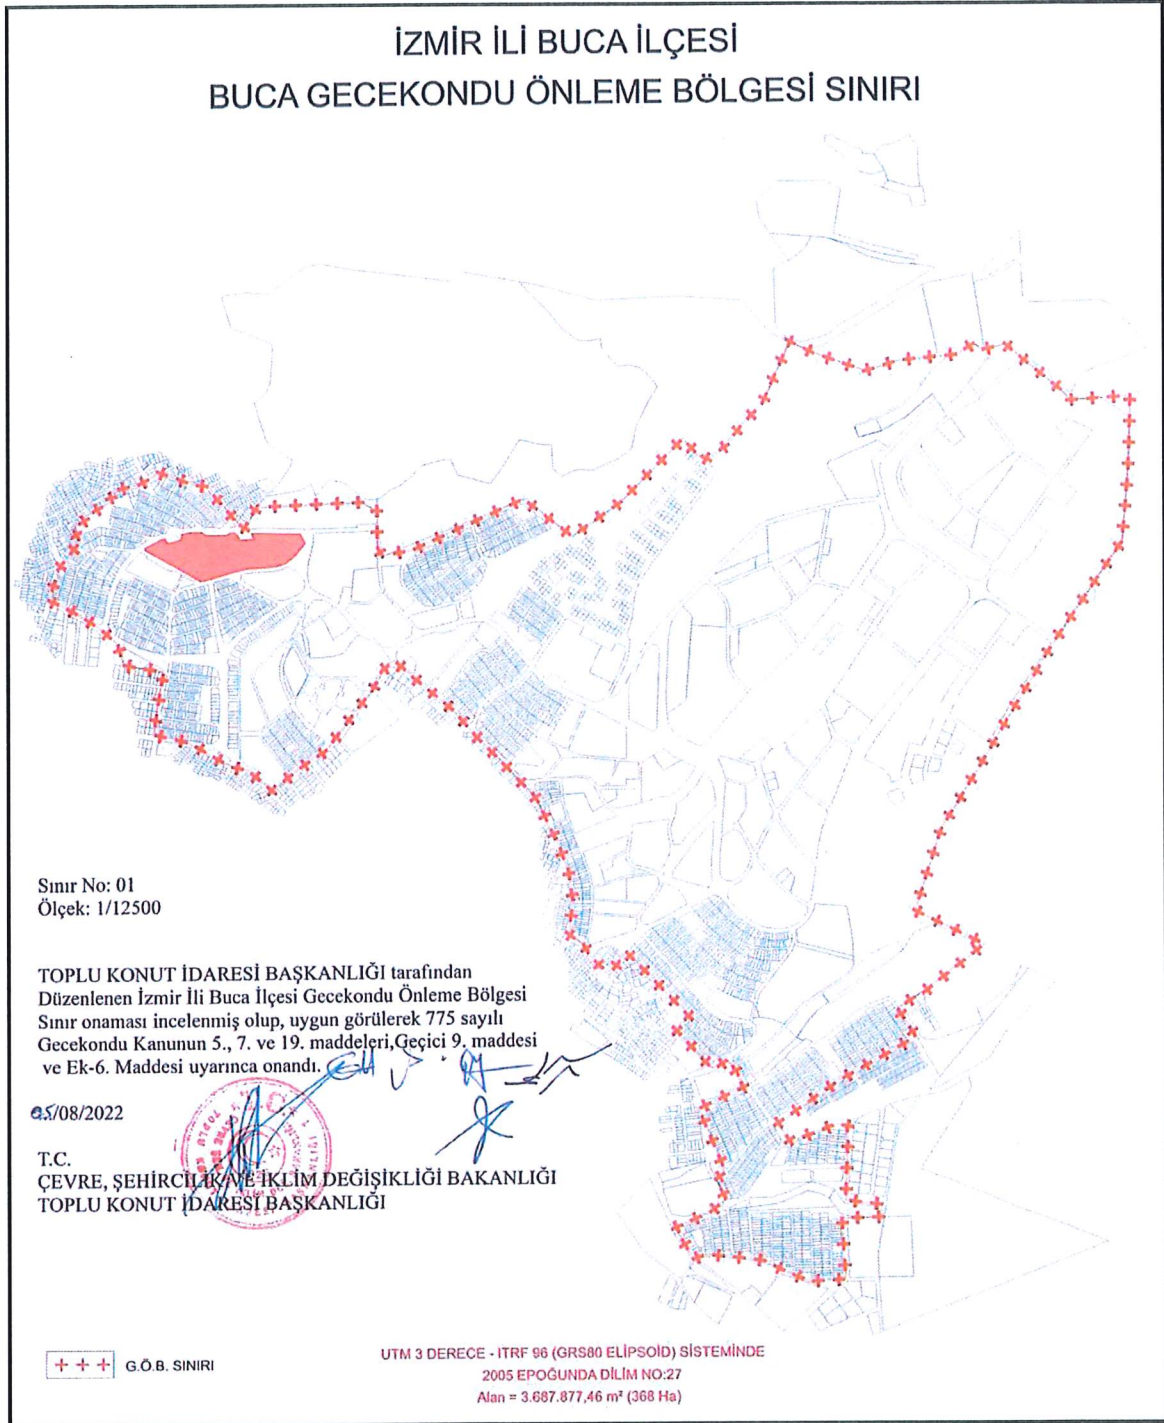 İZMİR İLİ BUCA İLÇESİ
BUCA GECEKONDU ÖNLEME BÖLGESİ SINIRI
Sınır No: 01
Ölçek: 1/12500
TOPLU KONUT İDARESİ BAŞKANLIĞI tarafından
Düzenlenen İzmir İli Buca İlçesi Gecekondu Önleme Bölgesi
Sınır onaması incelenmiş olup, uygun görülerek 775 sayılı
Gecekondu Kanunun 5., 7. ve 19. maddeleri,Geçici 9. maddesi
ve Ek-6. Maddesi uyarınca onandı.
05/08/2022
T.C.
ÇEVRE, ŞEHİRCİLİK VE İKLİM DEĞİŞİKLİĞİ BAKANLIĞI
TOPLU KONUT İDARESİ BAŞKANLIĞI
G.Ö.B. SINIRI
UTM 3 DERECE - ITRF 96 (GRS80 ELİPSOİD) SİSTEMİNDE
2005 EPOĞUNDA DİLİM NO:27
Alan = 3.687.877,46 m² (368 Ha)